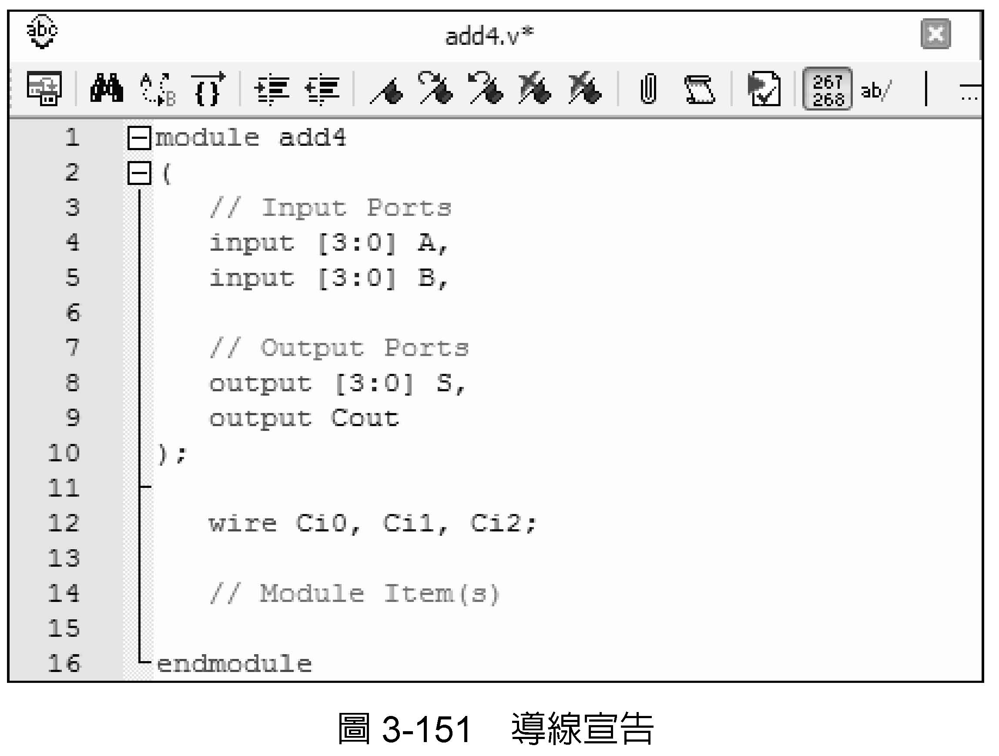 abc
add4.v*
A
B
{}
267
268
ab/
1 module add4
2 (
3 // Input Ports
4 input [3:0] A,
5 input [3:0] B,
6
7 // Output Ports
8 output [3:0] S,
9 output Cout
10 );
11
12 wire Ci0, Ci1, Ci2;
13
14 // Module Item(s)
15
16 endmodule
圖 3-151 導線宣告